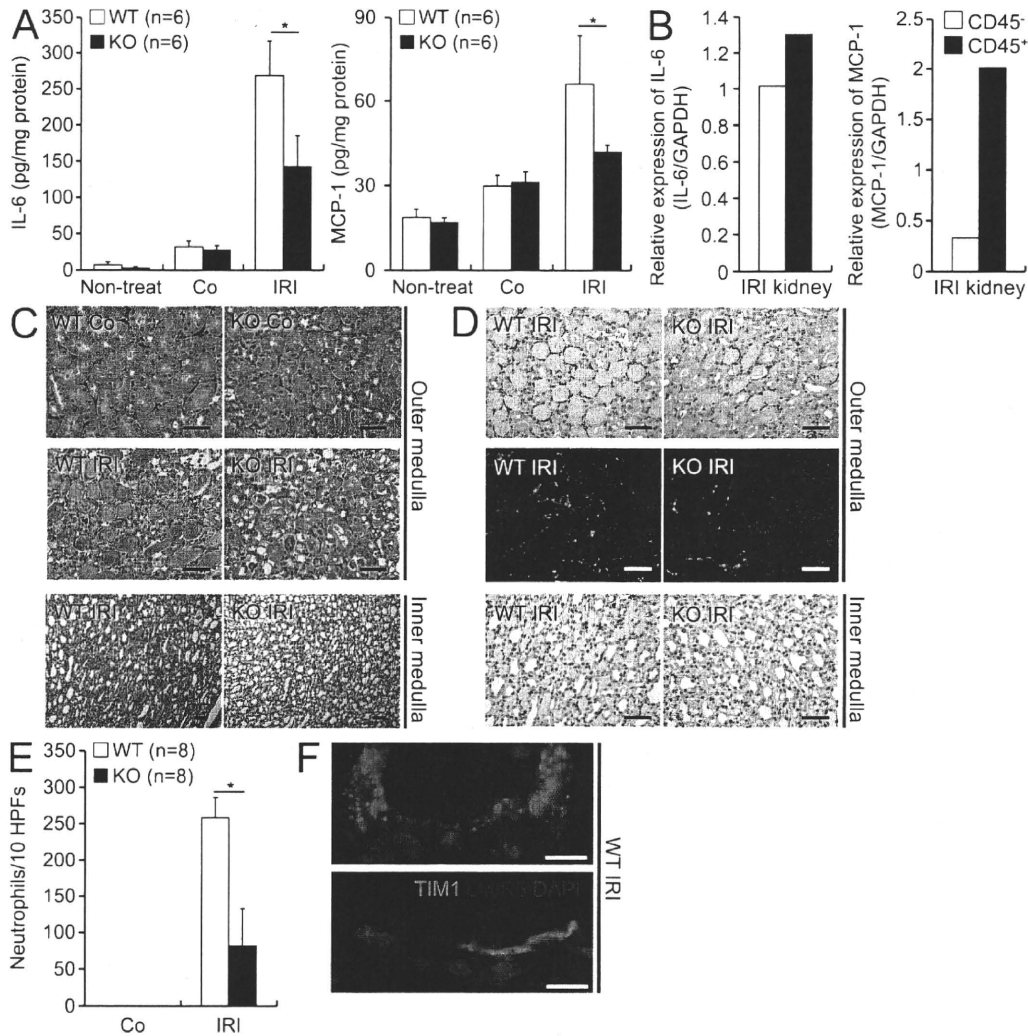 A
WT (n=6)
KO (n=6)
*
IL-6 (pg/mg protein)
350
300
250
200
150
100
50
0
Non-treat
Co
IRI
WT (n=6)
KO (n=6)
*
MCP-1 (pg/mg protein)
90
60
30
0
Non-treat
Co
IRI
B
Relative expression of IL-6
(IL-6/GAPDH)
1.4
1.2
1
0.8
0.6
0.4
0.2
0
IRI kidney
Relative expression of MCP-1
(MCP-1/GAPDH)
2.5
2
1.5
1
0.5
0
IRI kidney
CD45-
CD45+
C
WT Co
KO Co
WT IRI
KO IRI
WT IRI
KO IRI
Outer medulla
Inner medulla
D
WT IRI
KO IRI
WT IRI
KO IRI
WT IRI
KO IRI
Outer medulla
Inner medulla
E
WT (n=8)
KO (n=8)
*
Neutrophils/10 HPFs
350
300
250
200
150
100
50
0
Co
IRI
F
TIM1
DAPI
WT IRI